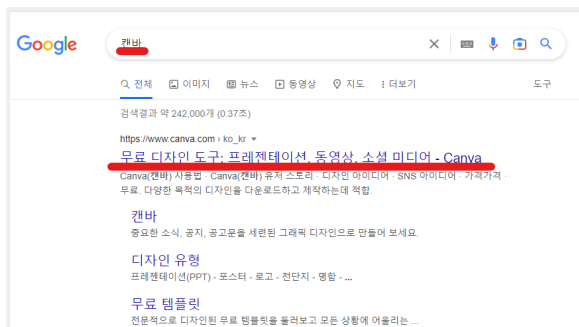 Google
캔바
전체 이미지 뉴스 동영상 지도 더보기 도구
검색결과 약 242,000개 (0.37초)
https://www.canva.com › ko_kr
무료 디자인 도구: 프레젠테이션, 동영상, 소셜 미디어 - Canva
Canva(캔바) 사용법 · Canva(캔바) 유저 스토리 · 디자인 아이디어 · SNS 아이디어 · 가격가격 ·
무료. 다양한 목적의 디자인을 다운로드하고 제작하는데 적합.
캔바
중요한 소식, 공지, 공고문을 세련된 그래픽 디자인으로 만들어 보세요.
디자인 유형
프레젠테이션(PPT) - 포스터 - 로고 - 전단지 - 명함 - ...
무료 템플릿
전문적으로 디자인된 무료 템플릿을 둘러보고 모든 상황에 어울리는 ...